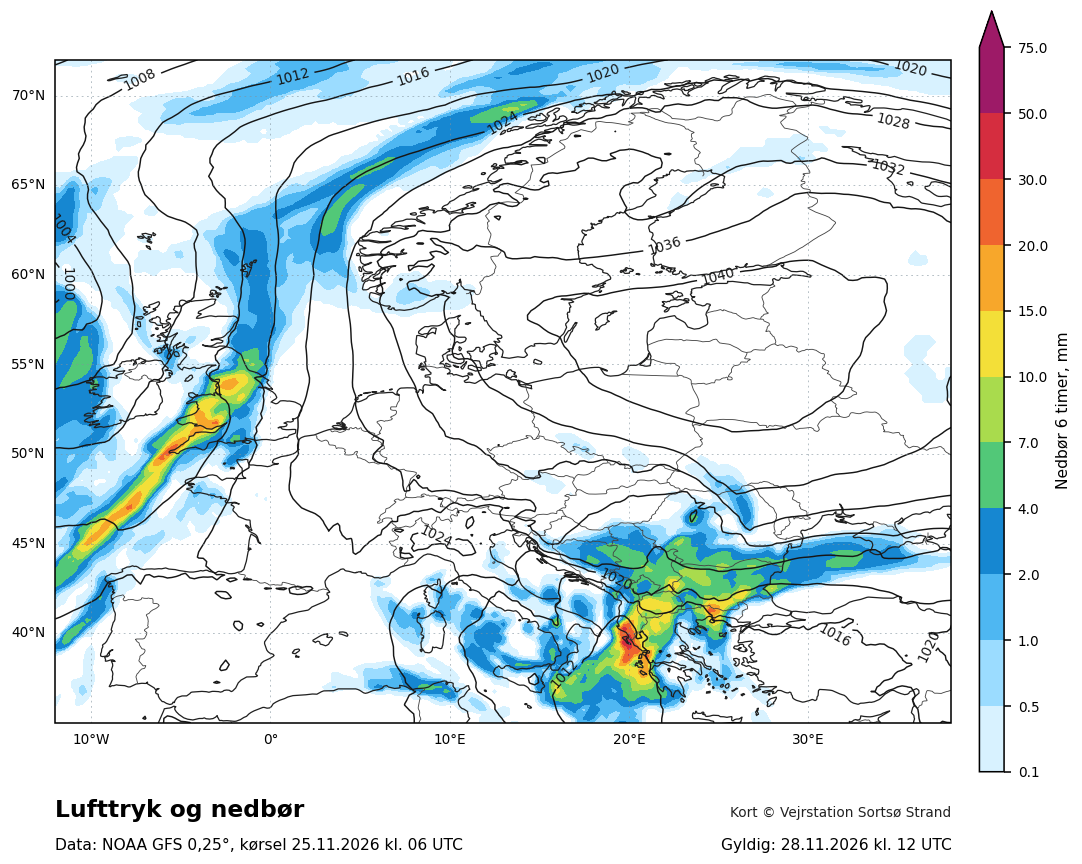 1008
1012
1016
1020
1020
1024
1028
1032
1004
1000
1036
1040
1024
1020
1016
1020
1012
70°N
65°N
60°N
55°N
50°N
45°N
40°N
10°W
0°
10°E
20°E
30°E
75.0
50.0
30.0
20.0
15.0
10.0
7.0
4.0
2.0
1.0
0.5
0.1
Nedbør 6 timer, mm
Lufttryk og nedbør
Kort © Vejrstation Sortsø Strand
Data: NOAA GFS 0,25°, kørsel 25.11.2026 kl. 06 UTC
Gyldig: 28.11.2026 kl. 12 UTC